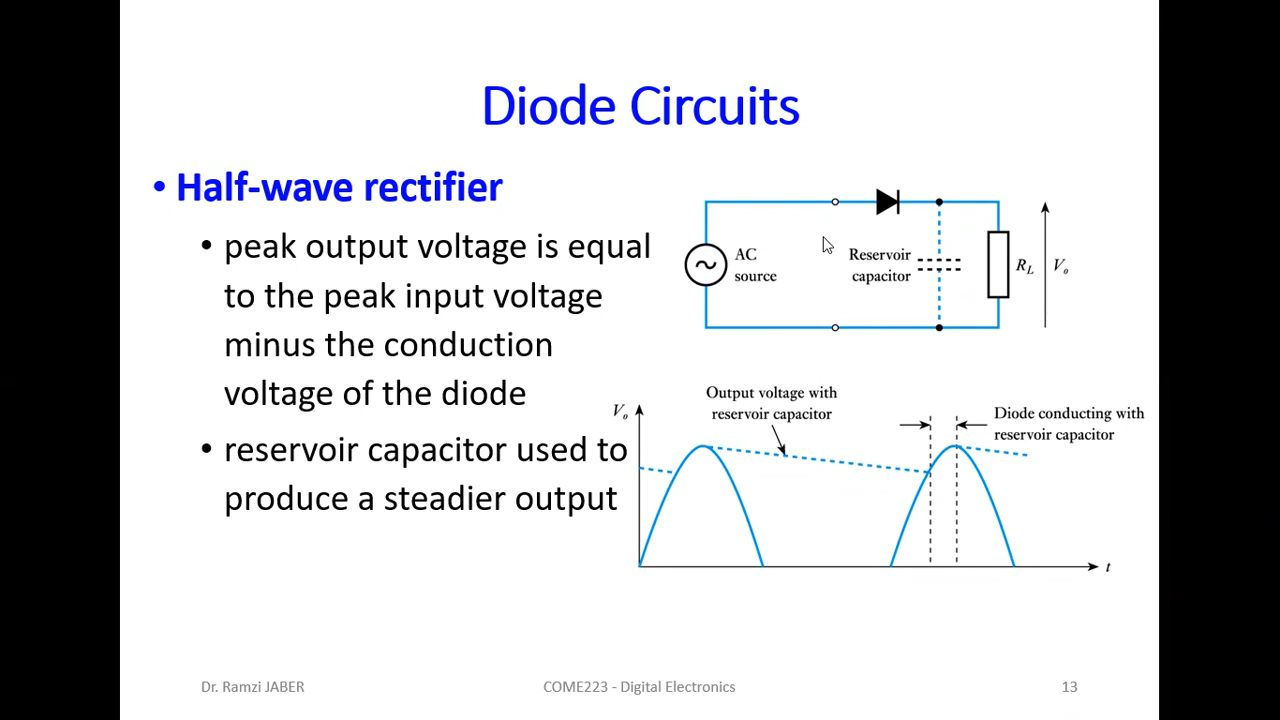 Diode Circuits
• Half-wave rectifier
• peak output voltage is equal
to the peak input voltage
minus the conduction
voltage of the diode
• reservoir capacitor used to
produce a steadier output
AC
source
Reservoir
capacitor
R_L
V_o
Output voltage with
reservoir capacitor
V_o
Diode conducting with
reservoir capacitor
t
Dr. Ramzi JABER
COME223 - Digital Electronics
13